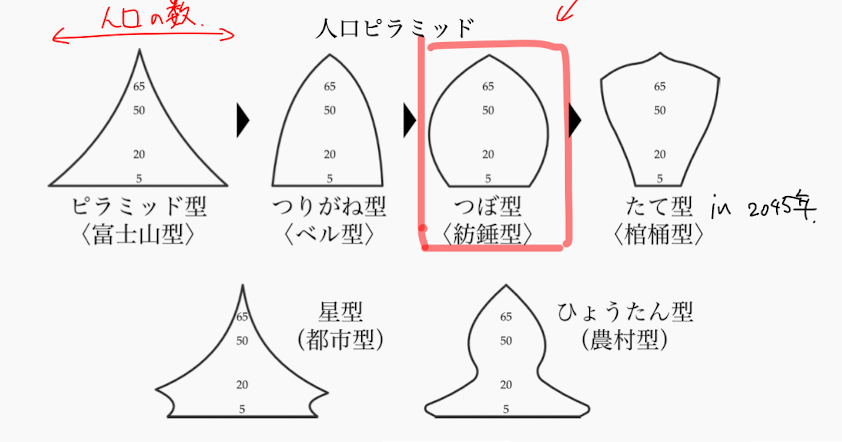 人口の数.
人口ピラミッド
65
50
20
5
65
50
20
5
65
50
20
5
65
50
20
5
ピラミッド型
〈富士山型〉
つりがね型
〈ベル型〉
つぼ型
〈紡錘型〉
たて型
〈棺桶型〉
in 2045年.
65
50
20
5
星型
(都市型)
65
50
20
5
ひょうたん型
(農村型)